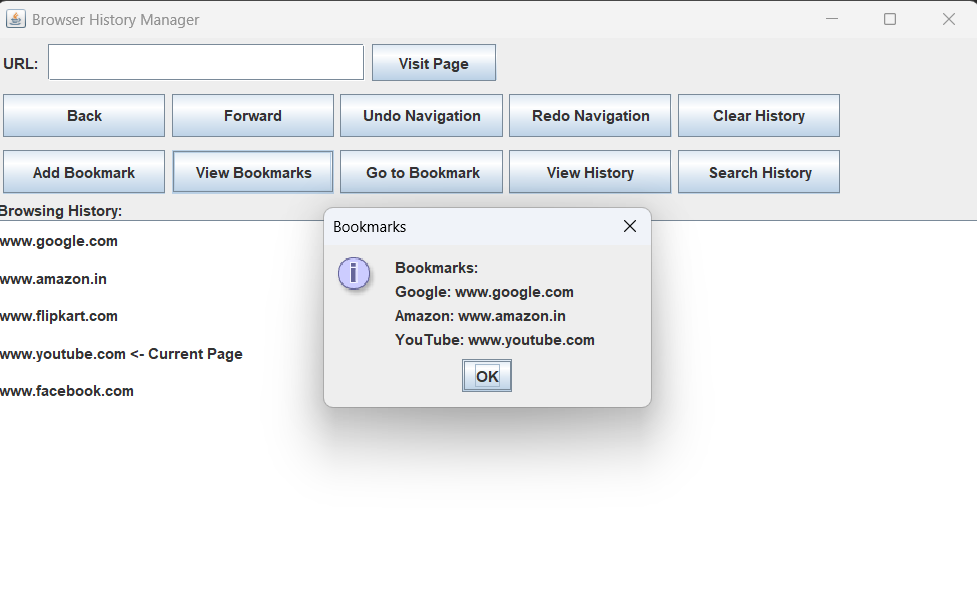 Browser History Manager
URL: Visit Page
Back Forward Undo Navigation Redo Navigation Clear History
Add Bookmark View Bookmarks Go to Bookmark View History Search History
Browsing History:
www.google.com
www.amazon.in
www.flipkart.com
www.youtube.com <- Current Page
www.facebook.com
Bookmarks
Bookmarks:
Google: www.google.com
Amazon: www.amazon.in
YouTube: www.youtube.com
OK